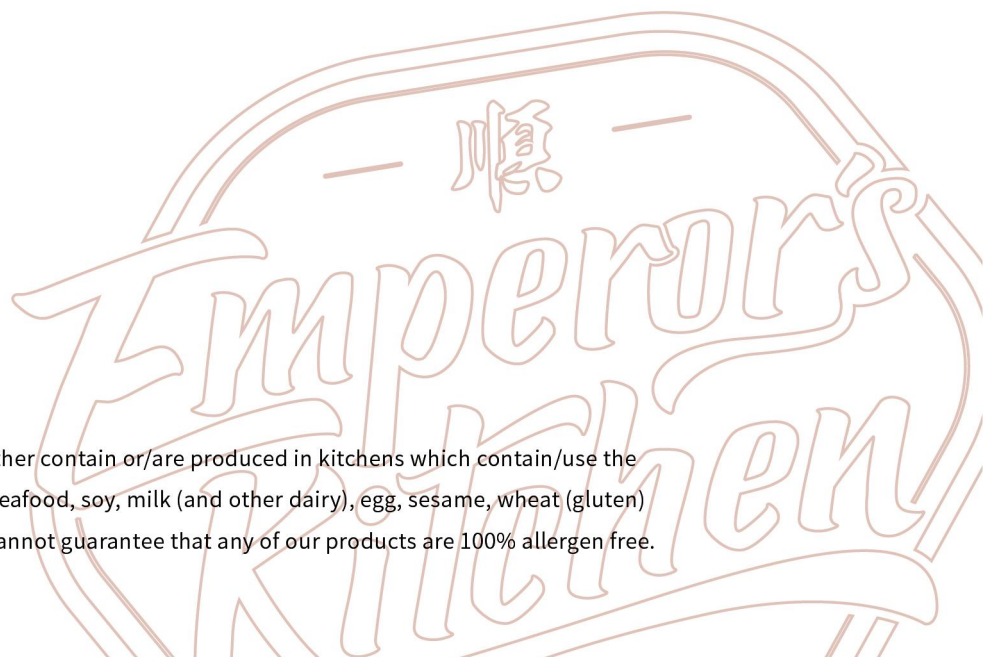 順
Emperor's
Kitchen
ther contain or/are produced in kitchens which contain/use the
eafood, soy, milk (and other dairy), egg, sesame, wheat (gluten)
annot guarantee that any of our products are 100% allergen free.